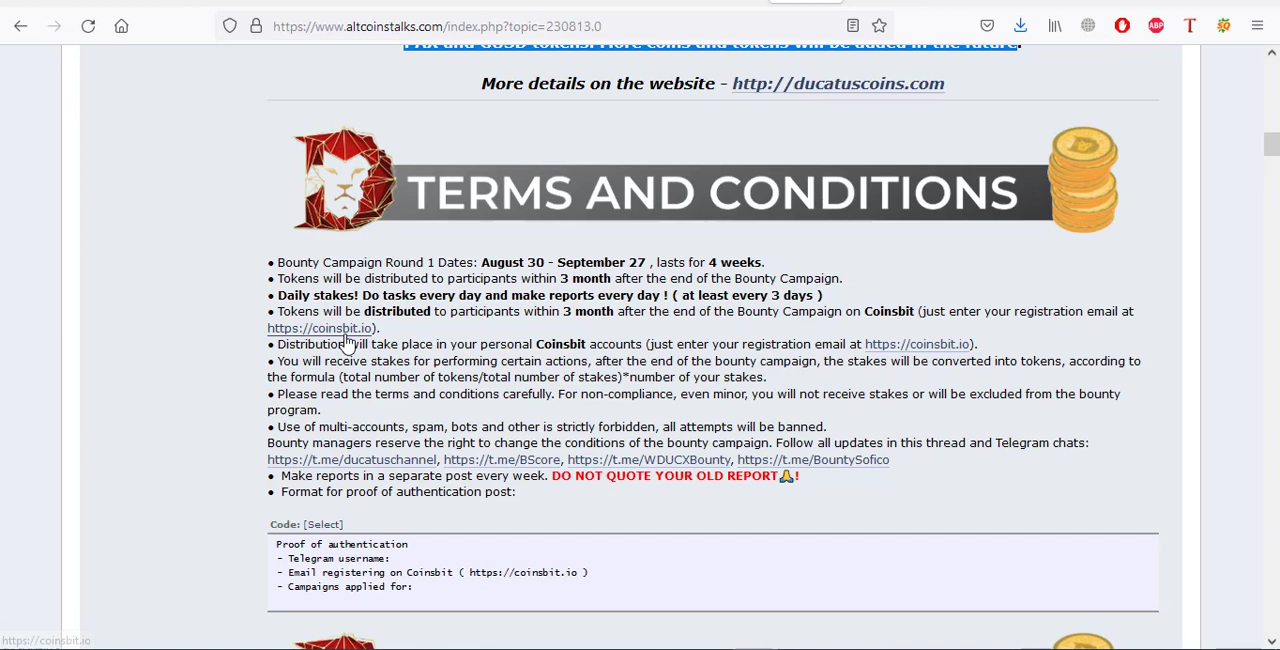 https://www.altcoinstalks.com/index.php?topic=230813.0
ABP
T
More details on the website - http://ducatuscoins.com
TERMS AND CONDITIONS
● Bounty Campaign Round 1 Dates: August 30 - September 27 , lasts for 4 weeks.
● Tokens will be distributed to participants within 3 month after the end of the Bounty Campaign.
● Daily stakes! Do tasks every day and make reports every day ! ( at least every 3 days )
● Tokens will be distributed to participants within 3 month after the end of the Bounty Campaign on Coinsbit (just enter your registration email at
https://coinsbit.io).
● Distribution will take place in your personal Coinsbit accounts (just enter your registration email at https://coinsbit.io).
● You will receive stakes for performing certain actions, after the end of the bounty campaign, the stakes will be converted into tokens, according to
the formula (total number of tokens/total number of stakes)*number of your stakes.
● Please read the terms and conditions carefully. For non-compliance, even minor, you will not receive stakes or will be excluded from the bounty
program.
● Use of multi-accounts, spam, bots and other is strictly forbidden, all attempts will be banned.
Bounty managers reserve the right to change the conditions of the bounty campaign. Follow all updates in this thread and Telegram chats:
https://t.me/ducatuschannel, https://t.me/BScore, https://t.me/WDUCXBounty, https://t.me/BountySofico
● Make reports in a separate post every week. DO NOT QUOTE YOUR OLD REPORT🙏!
● Format for proof of authentication post:
Code: [Select]
Proof of authentication
- Telegram username:
- Email registering on Coinsbit ( https://coinsbit.io )
- Campaigns applied for:
https://coinsbit.io